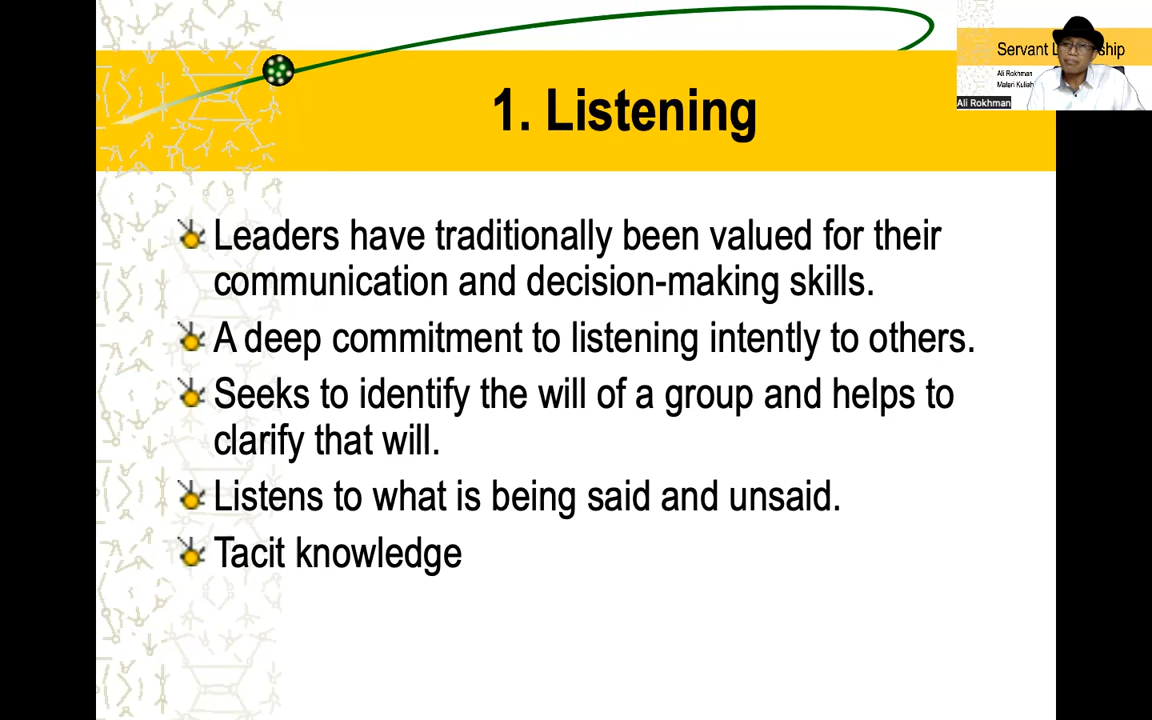 1. Listening
Servant L ship
Ali Rokhman
Materi Kuliah
Ali Rokhman
Leaders have traditionally been valued for their
communication and decision-making skills.
A deep commitment to listening intently to others.
Seeks to identify the will of a group and helps to
clarify that will.
Listens to what is being said and unsaid.
Tacit knowledge